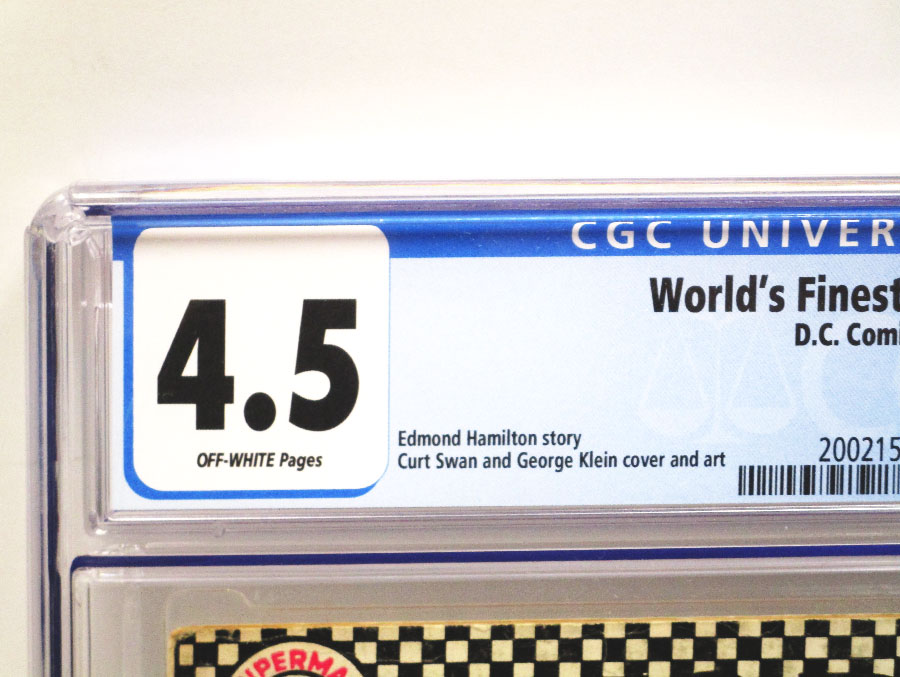 CGC UNIVER
World's Finest
D.C. Comi
4.5
OFF-WHITE Pages
Edmond Hamilton story
Curt Swan and George Klein cover and art
200215
UPERMA